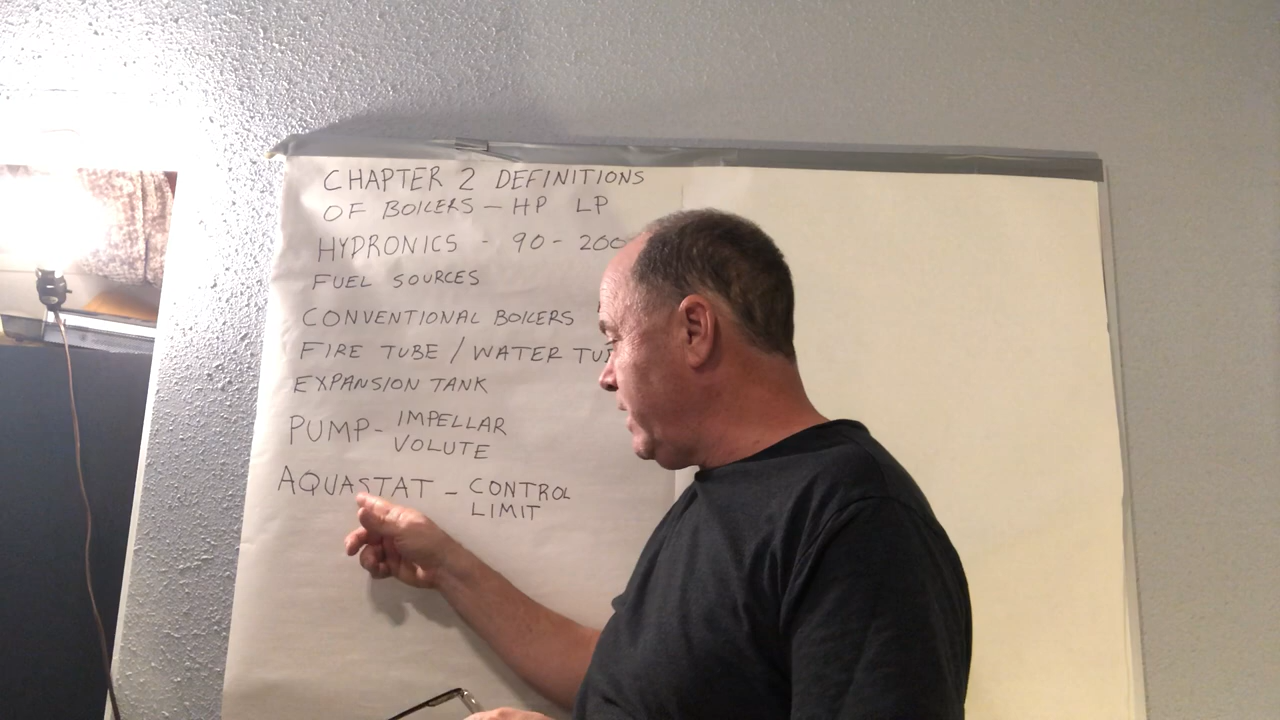 CHAPTER 2 DEFINITIONS
OF BOILERS - HP LP
HYDRONICS - 90 - 200
FUEL SOURCES
CONVENTIONAL BOILERS
FIRE TUBE / WATER
EXPANSION TANK
PUMP - IMPELLAR
VOLUTE
AQUASTAT - CONTROL
LIMIT